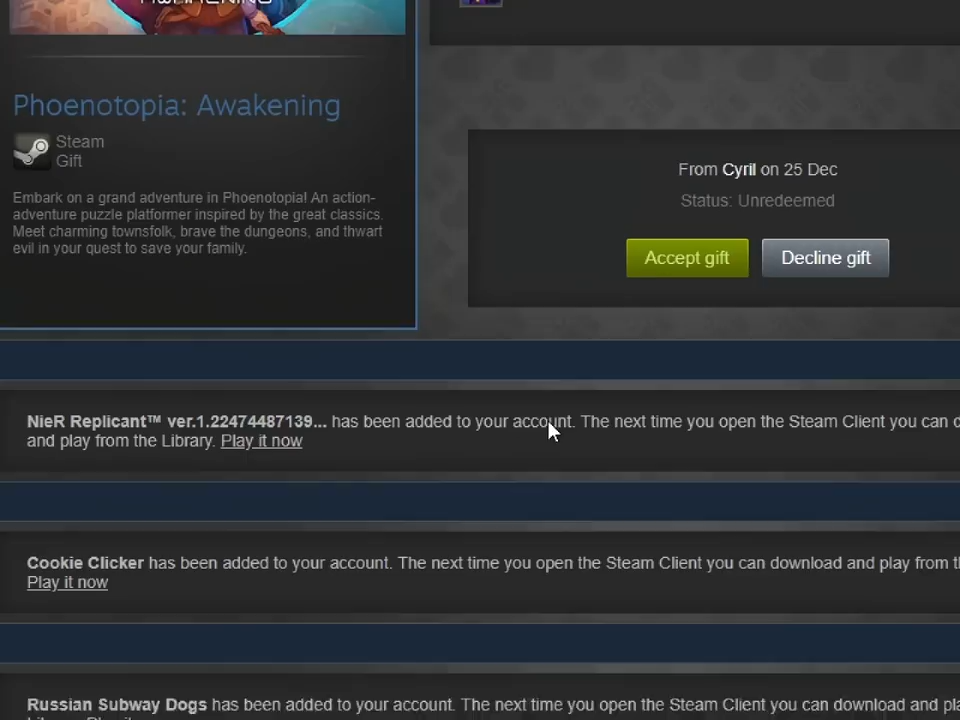 AWAKENING
Phoenotopia: Awakening
Steam
Gift
Embark on a grand adventure in Phoenotopia! An action-
adventure puzzle platformer inspired by the great classics.
Meet charming townsfolk, brave the dungeons, and thwart
evil in your quest to save your family.
From Cyril on 25 Dec
Status: Unredeemed
Accept gift Decline gift
NieR Replicant™ ver.1.22474487139... has been added to your account. The next time you open the Steam Client you can
and play from the Library. Play it now
Cookie Clicker has been added to your account. The next time you open the Steam Client you can download and play from
Play it now
Russian Subway Dogs has been added to your account. The next time you open the Steam Client you can download and